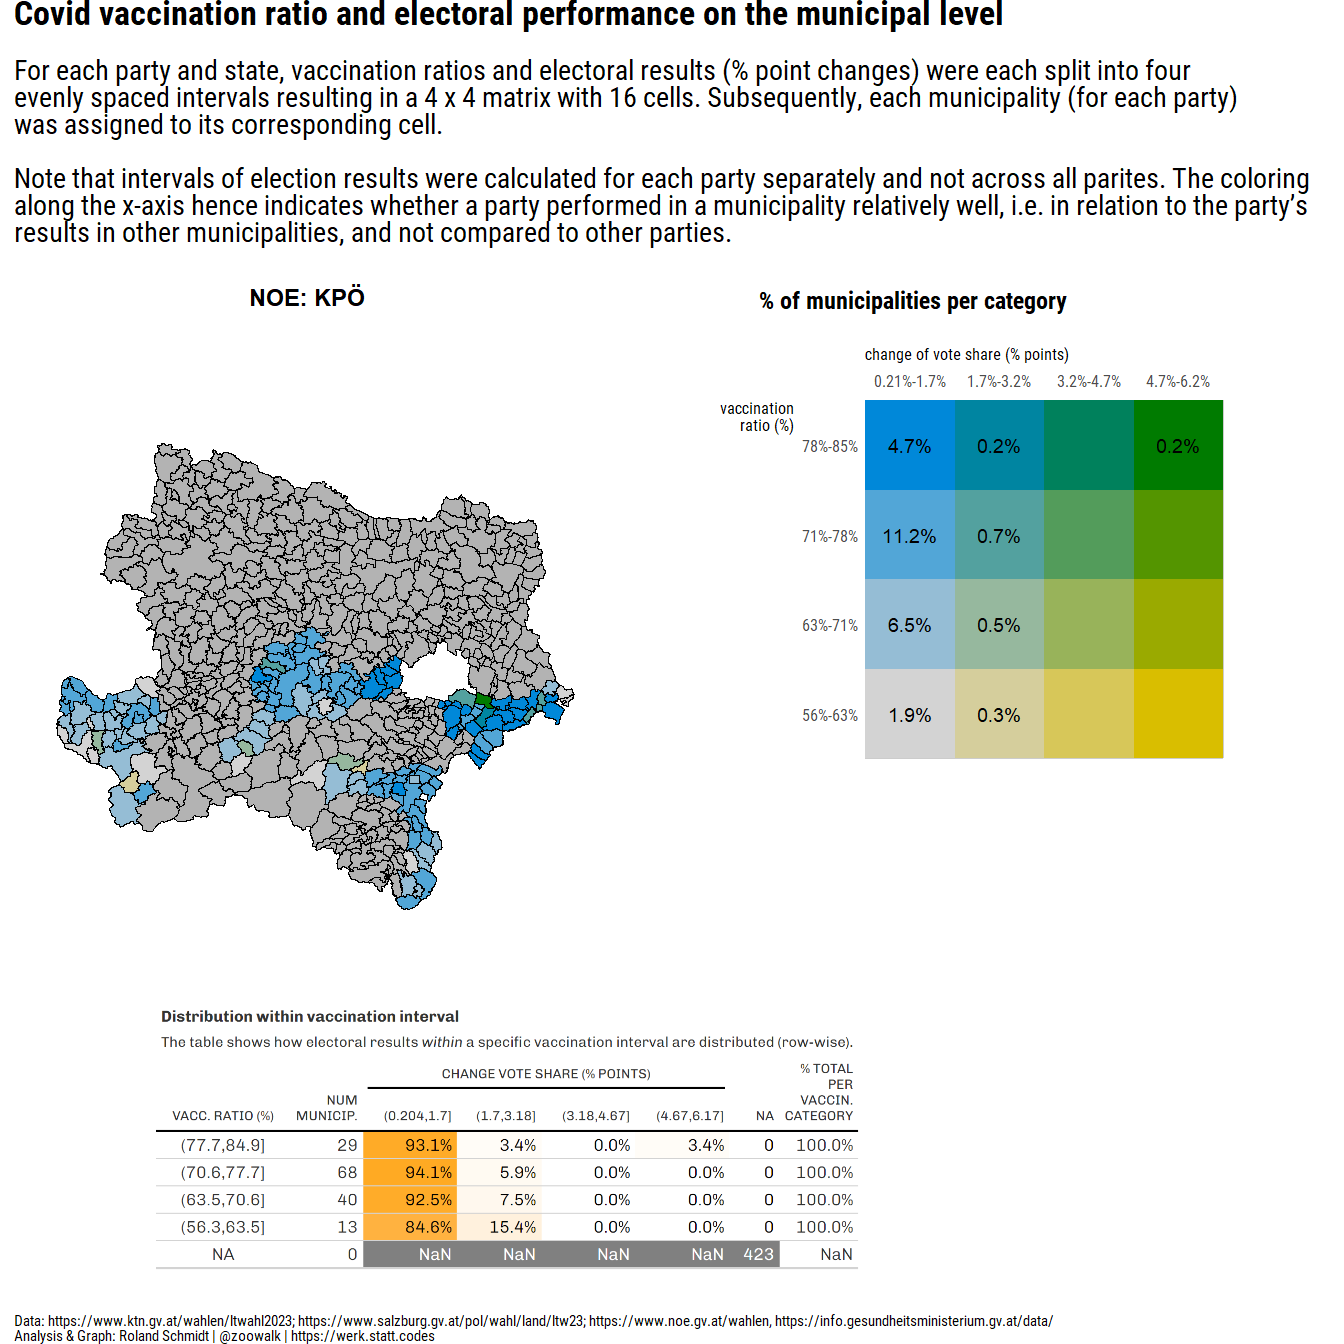 Covid vaccination ratio and electoral performance on the municipal level
For each party and state, vaccination ratios and electoral results (% point changes) were each split into four
evenly spaced intervals resulting in a 4 x 4 matrix with 16 cells. Subsequently, each municipality (for each party)
was assigned to its corresponding cell.
Note that intervals of election results were calculated for each party separately and not across all parites. The coloring
along the x-axis hence indicates whether a party performed in a municipality relatively well, i.e. in relation to the party's
results in other municipalities, and not compared to other parties.
NOE: KPÖ
% of municipalities per category
change of vote share (% points)
0.21%-1.7% 1.7%-3.2% 3.2%-4.7% 4.7%-6.2%
vaccination
ratio (%)
78%-85% 4.7% 0.2% 0.2%
71%-78% 11.2% 0.7%
63%-71% 6.5% 0.5%
56%-63% 1.9% 0.3%
Distribution within vaccination interval
The table shows how electoral results within a specific vaccination interval are distributed (row-wise).
CHANGE VOTE SHARE (% POINTS)
% TOTAL
PER
VACCIN.
CATEGORY
NUM
MUNICIP.
VACC. RATIO (%) (0.204,1.7] (1.7,3.18] (3.18,4.67] (4.67,6.17] NA
(77.7,84.9] 29 93.1% 3.4% 0.0% 3.4% 0 100.0%
(70.6,77.7] 68 94.1% 5.9% 0.0% 0.0% 0 100.0%
(63.5,70.6] 40 92.5% 7.5% 0.0% 0.0% 0 100.0%
(56.3,63.5] 13 84.6% 15.4% 0.0% 0.0% 0 100.0%
NA 0 NaN NaN NaN NaN 423 NaN
Data: https://www.ktn.gv.at/wahlen/ltwahl2023; https://www.salzburg.gv.at/pol/wahl/land/ltw23; https://www.noe.gv.at/wahlen, https://info.gesundheitsministerium.gv.at/data/
Analysis & Graph: Roland Schmidt | @zoowalk | https://werk.statt.codes